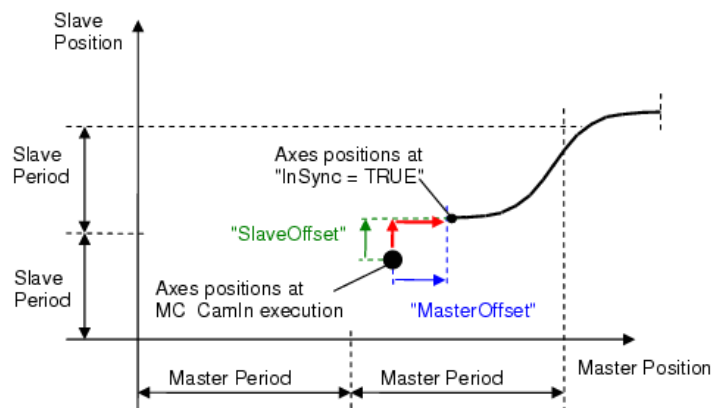 Slave
Position
Slave
Period
Axes positions at
"InSync = TRUE"
"SlaveOffset"
Slave
Period
Axes positions at
MC CamIn execution
"MasterOffset"
Master Position
Master Period
Master Period